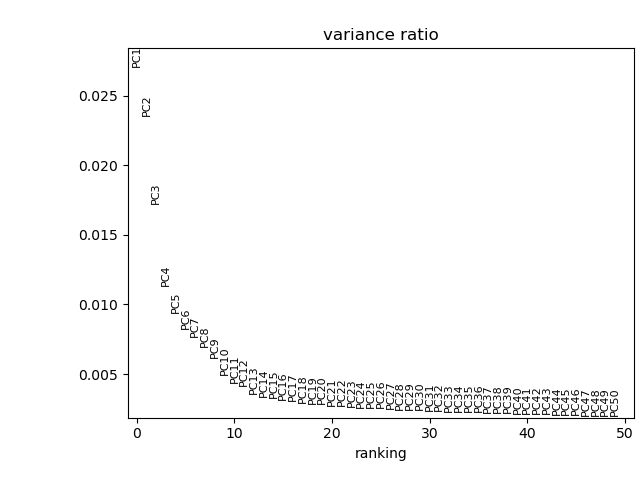 variance ratio
0.025
0.020
0.015
0.010
0.005
PC1
PC2
PC3
PC4
PC5
PC6
PC7
PC8
PC9
PC10
PC11
PC12
PC13
PC14
PC15
PC16
PC17
PC18
PC19
PC20
PC21
PC22
PC23
PC24
PC25
PC26
PC27
PC28
PC29
PC30
PC31
PC32
PC33
PC34
PC35
PC36
PC37
PC38
PC39
PC40
PC41
PC42
PC43
PC44
PC45
PC46
PC47
PC48
PC49
PC50
0 10 20 30 40 50
ranking